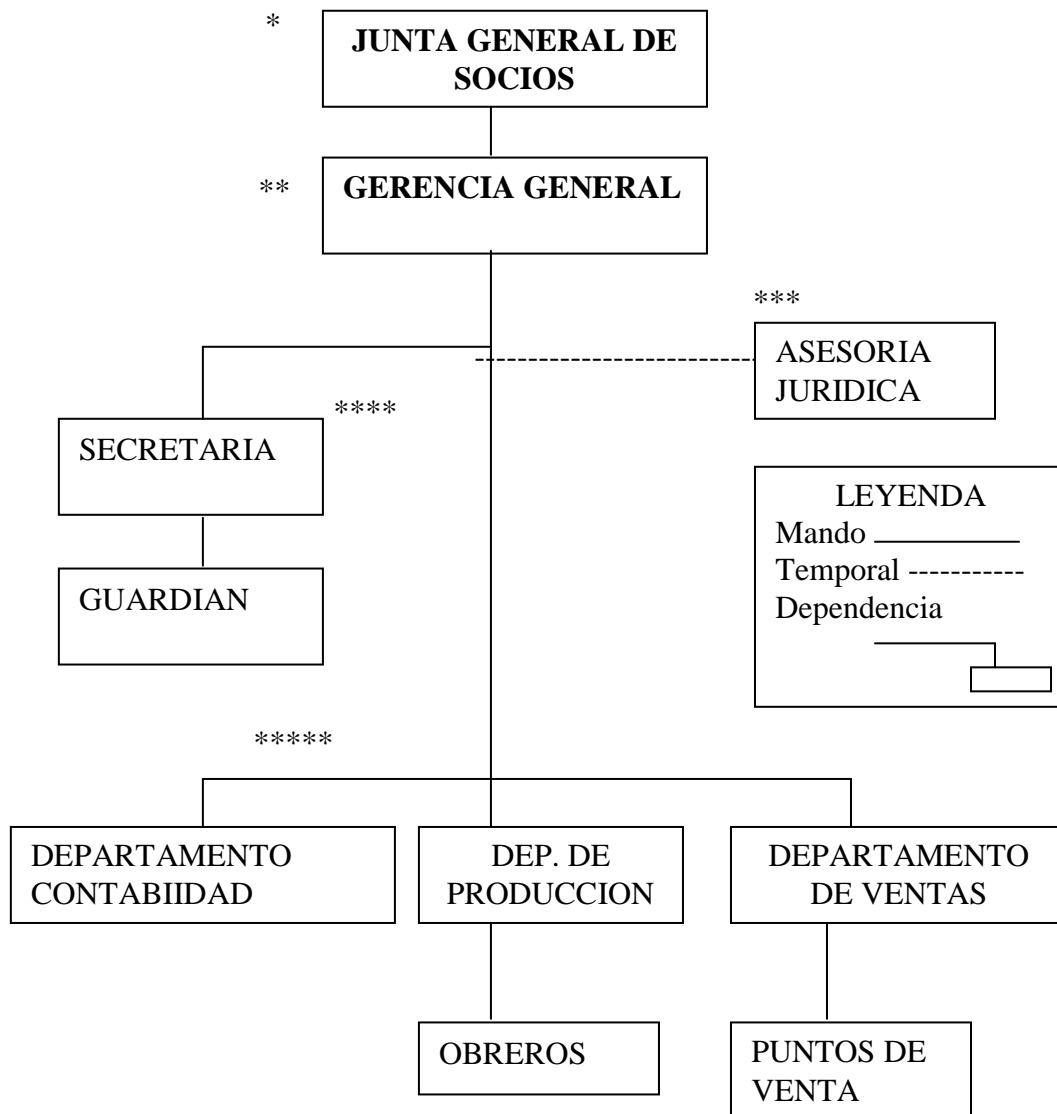 *
JUNTA GENERAL DE
SOCIOS
**
GERENCIA GENERAL
***
ASESORIA
JURIDICA
****
SECRETARIA
GUARDIAN
LEYENDA
Mando
Temporal -----------
Dependencia
*****
DEPARTAMENTO
CONTABIIDAD
DEP. DE
PRODUCCION
DEPARTAMENTO
DE VENTAS
OBREROS
PUNTOS DE
VENTA